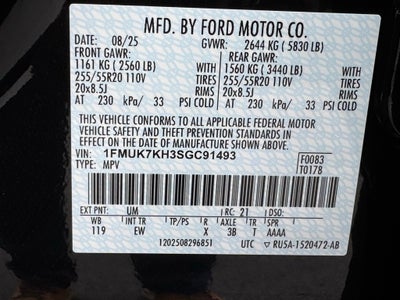 MFD. BY FORD MOTOR CO.
DATE: 08/25 GVWR: 2644 KG ( 5830 LB)
FRONT GAWR: REAR GAWR:
1161 KG ( 2560 LB) 1560 KG ( 3440 LB)
255/55R20 110V TIRES 255/55R20 110V TIRES
20x8.5J RIMS 20x8.5J RIMS
AT 230 kPa/ 33 PSI COLD AT 230 kPa/ 33 PSI COLD
THIS VEHICLE CONFORMS TO ALL APPLICABLE FEDERAL MOTOR
VEHICLE SAFETY, BUMPER, AND THEFT PREVENTION STANDARDS IN
EFFECT ON THE DATE OF MANUFACTURE SHOWN ABOVE.
VIN: 1FMUK7KH3SGC91493 F0083
TYPE: MPV T0178
EXT PNT: UM RC: 21 DSO:
WB INT TR TP/PS R AX TR SPR
119 EW X 3B T AAAA
1202508296851 UTC RU5A-1520472-AB